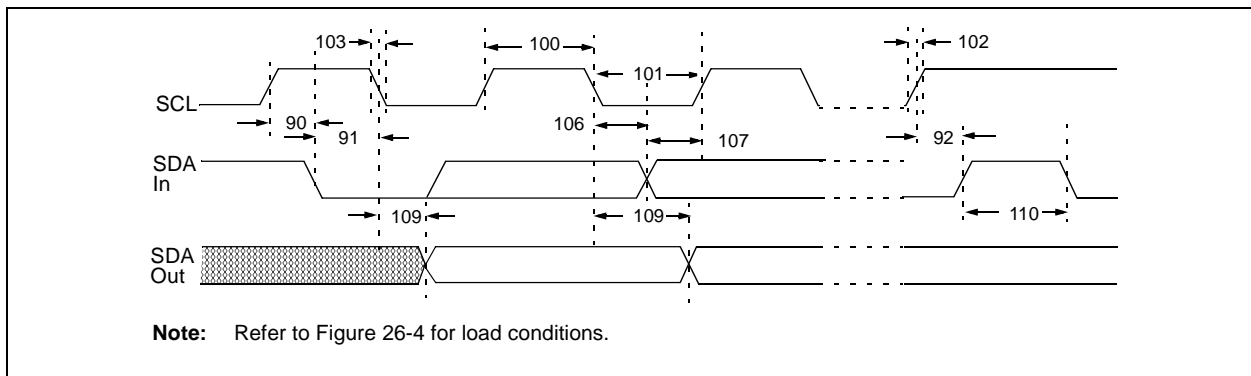 103
100
102
101
SCL
90
91
106
107
92
SDA
In
109
109
110
SDA
Out
Note: Refer to Figure 26-4 for load conditions.